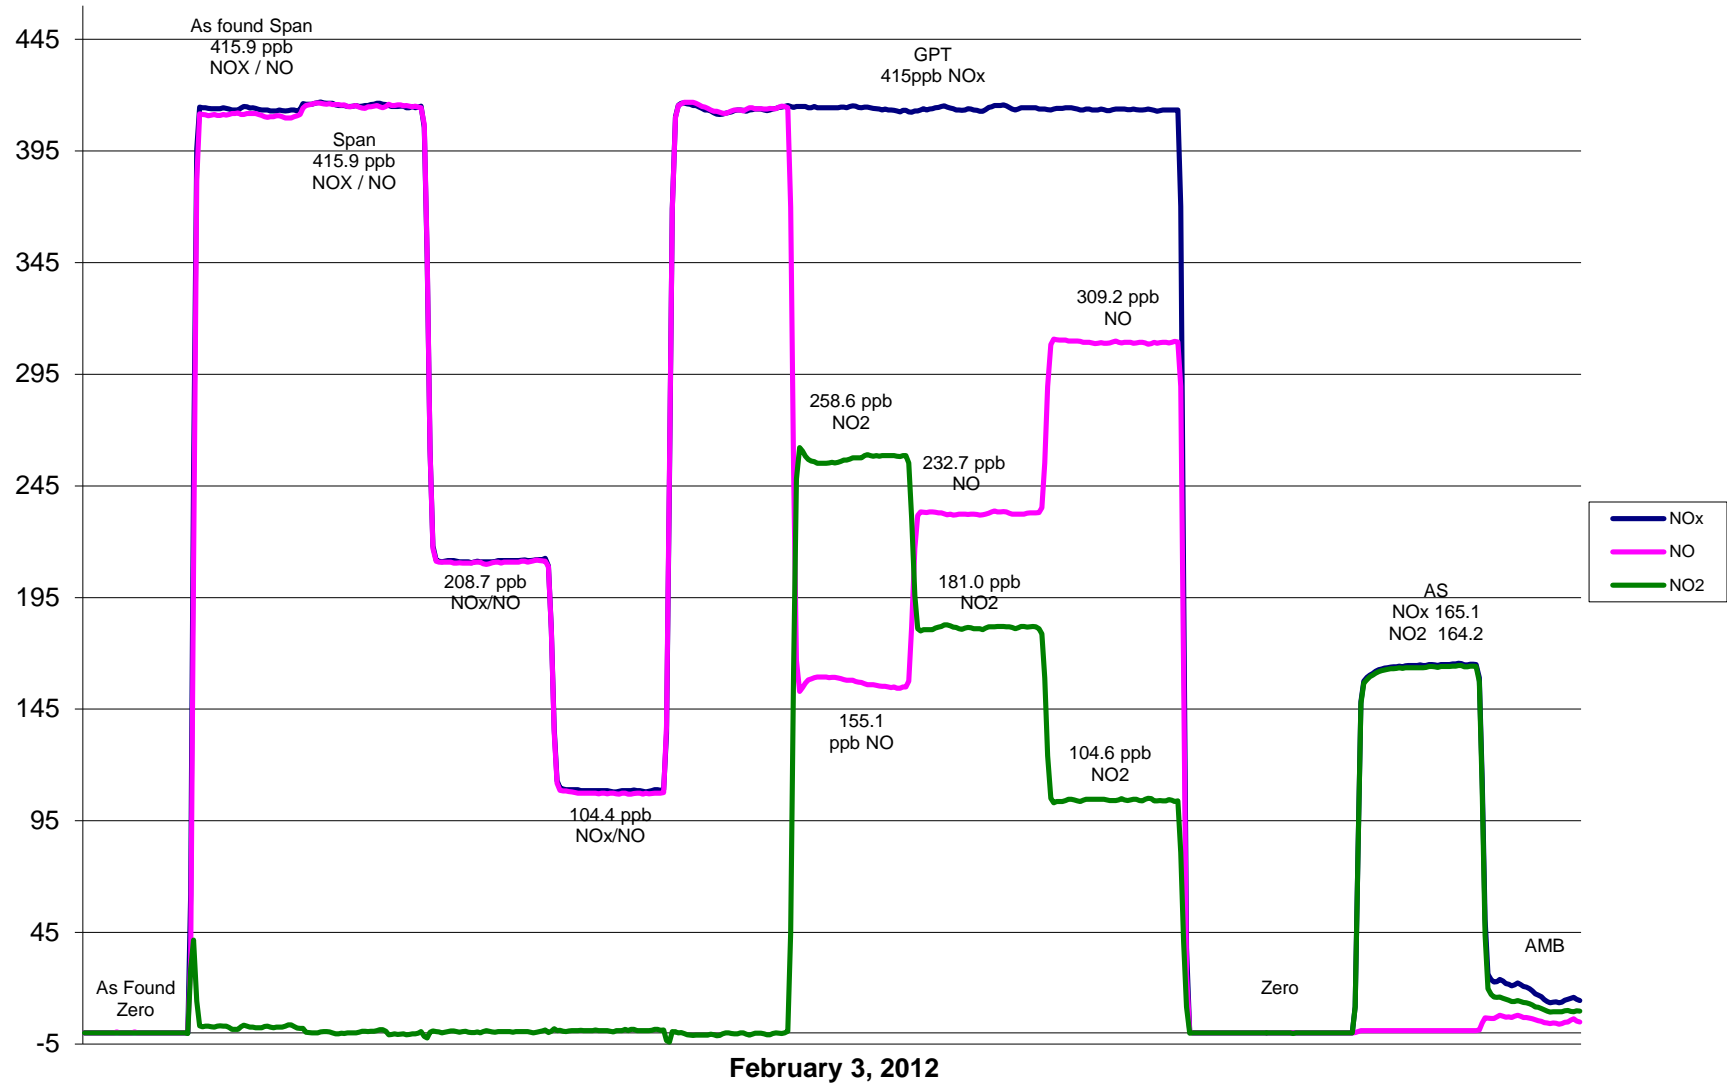 445
395
345
295
245
195
145
95
45
-5
As found Span
415.9 ppb
NOX / NO
Span
415.9 ppb
NOX / NO
GPT
415ppb NOx
309.2 ppb
NO
258.6 ppb
NO2
232.7 ppb
NO
208.7 ppb
NOx/NO
181.0 ppb
NO2
AS
NOx 165.1
NO2  164.2
155.1
ppb NO
104.6 ppb
NO2
104.4 ppb
NOx/NO
AMB
As Found
Zero
Zero
NOx
NO
NO2
February 3, 2012